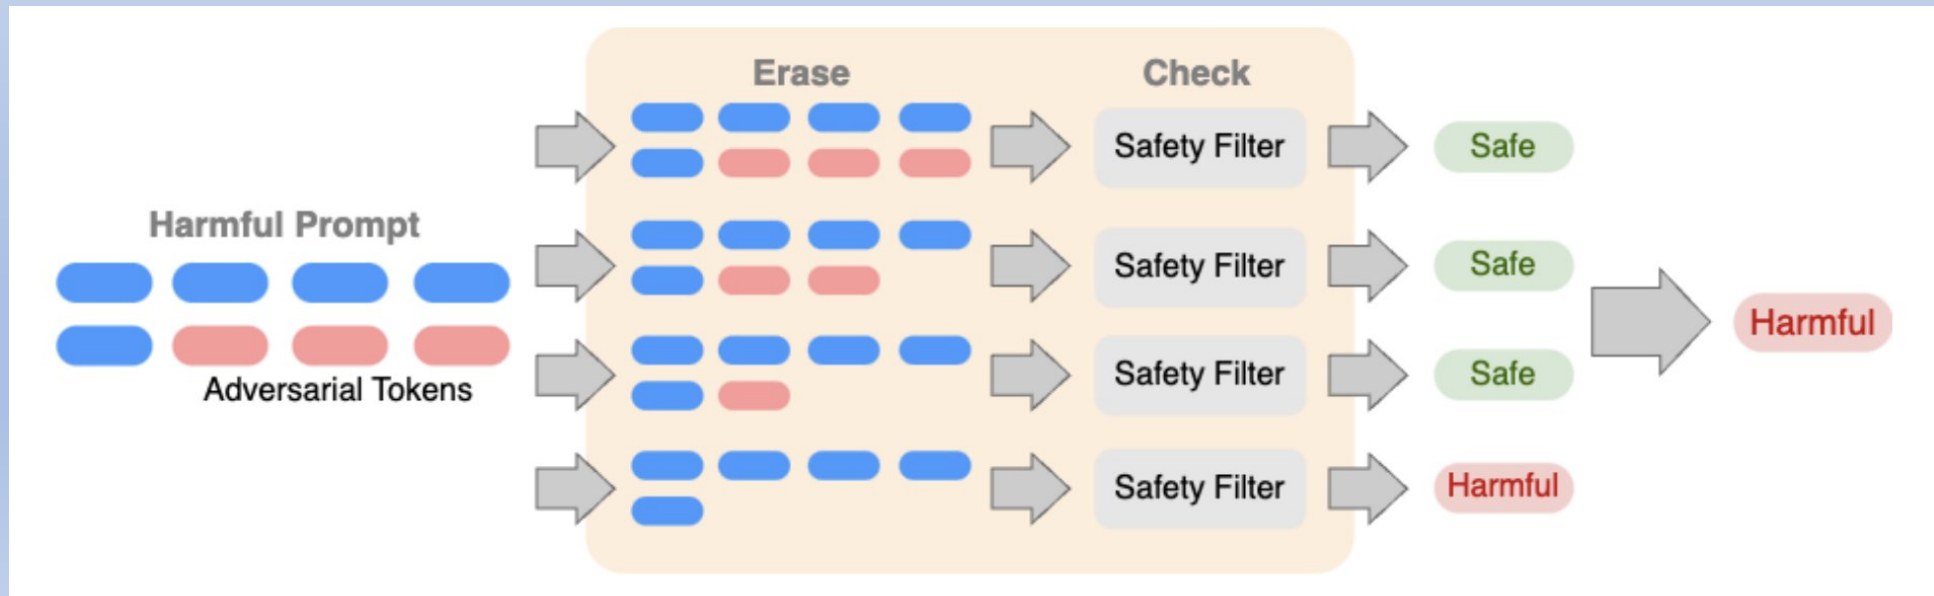 Erase
Check
Safety Filter
Safe
Harmful Prompt
Safety Filter
Safe
Harmful
Adversarial Tokens
Safety Filter
Safe
Safety Filter
Harmful